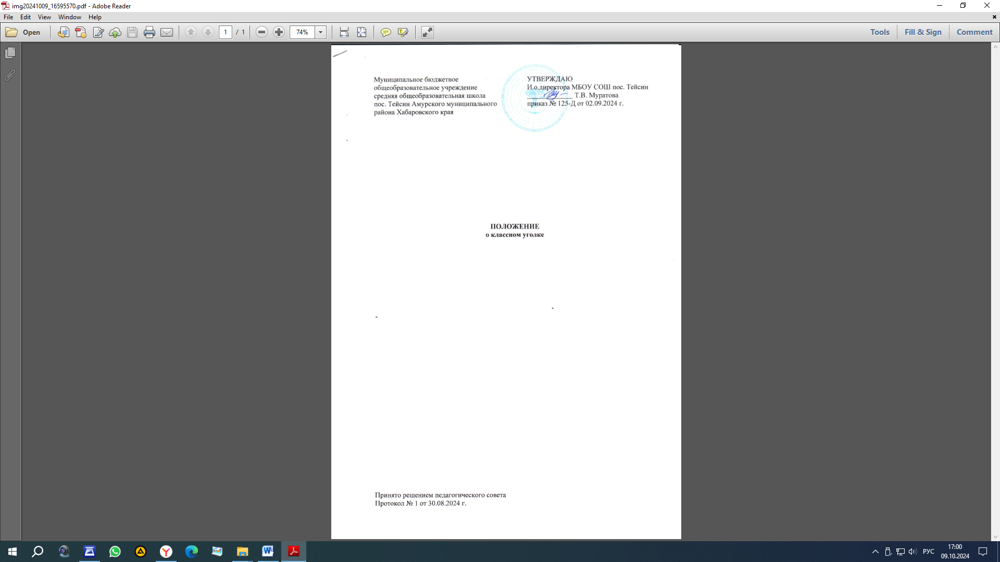 img20241009_16595570.pdf - Adobe Reader
File Edit View Window Help
Open 1 / 1 74% Tools Fill & Sign Comment
Муниципальное бюджетное
общеобразовательное учреждение
средняя общеобразовательная школа
пос. Тейсин Амурского муниципального
района Хабаровского края
УТВЕРЖДАЮ
И.о.директора МБОУ СОШ пос. Тейсин
Т.В. Муратова
приказ № 125-Д от 02.09.2024 г.
ПОЛОЖЕНИЕ
о классном уголке
Принято решением педагогического совета
Протокол № 1 от 30.08.2024 г.
РУС
17:00
09.10.2024